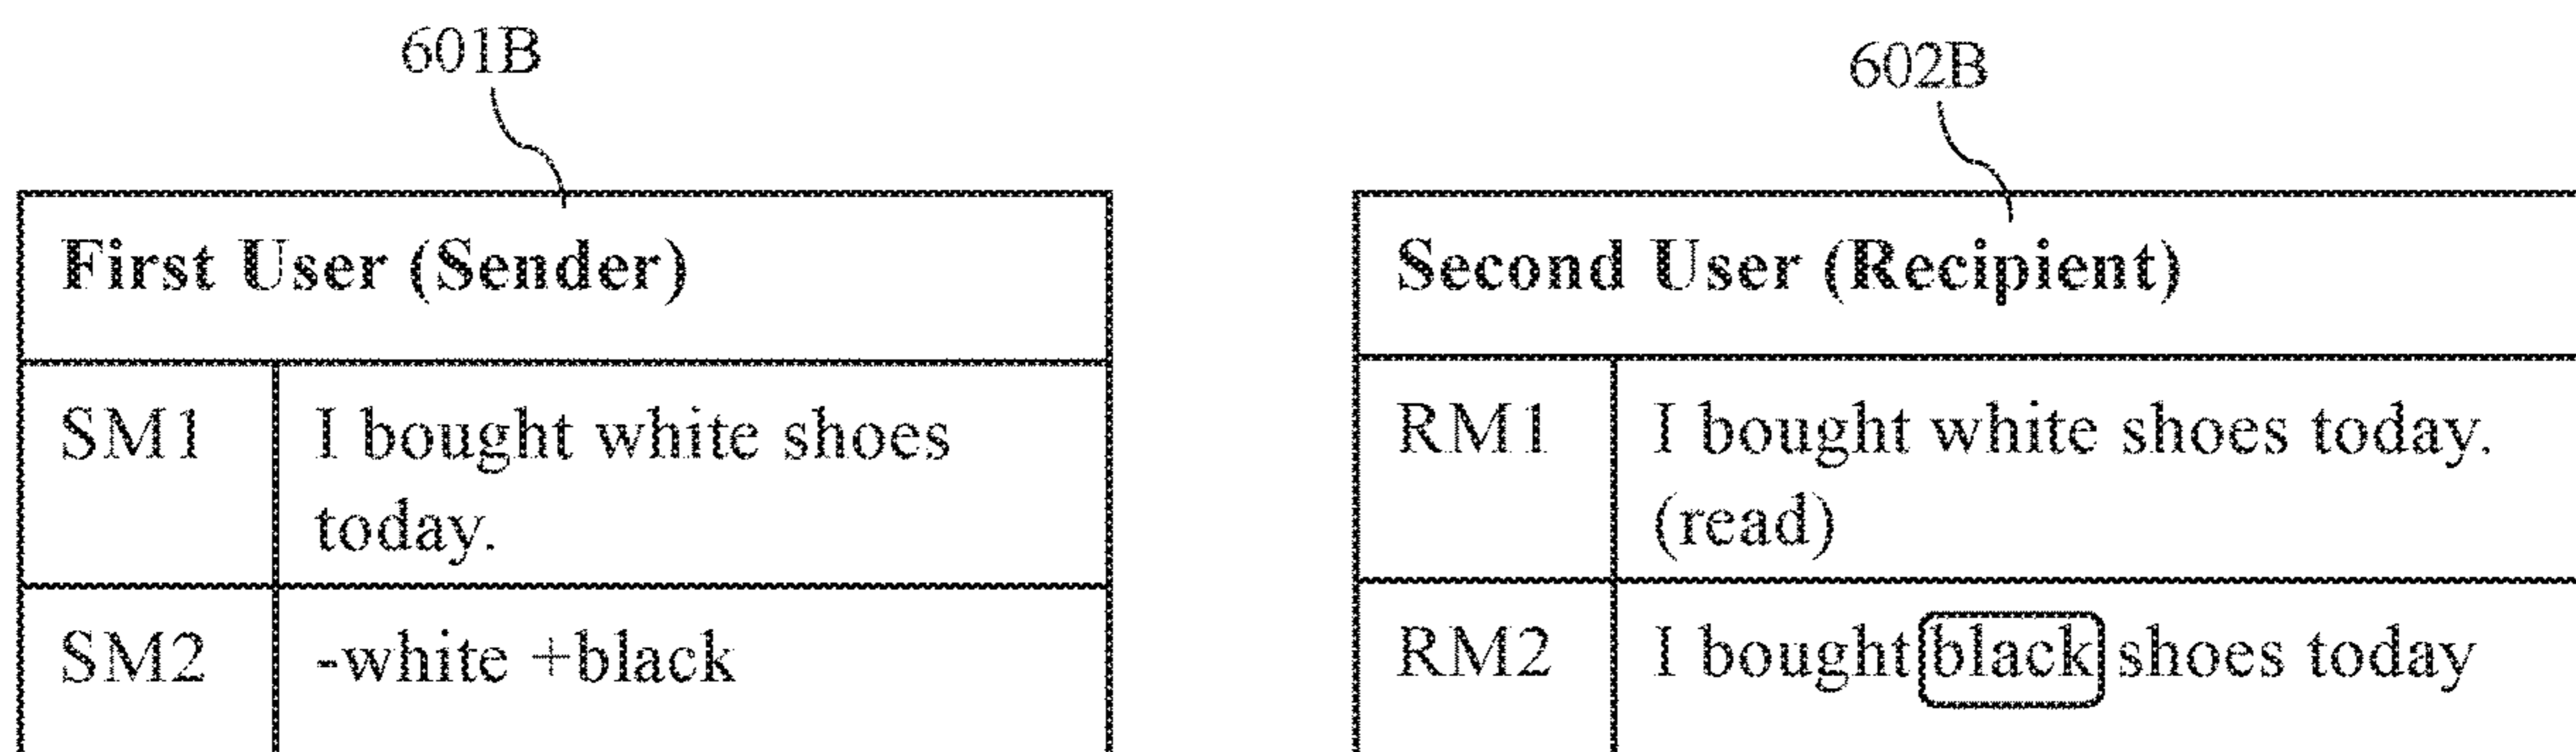 601B
602B
First User (Sender)
SM1
I bought white shoes
today.
SM2
-white +black
Second User (Recipient)
RM1
I bought white shoes today.
(read)
RM2
I bought black shoes today